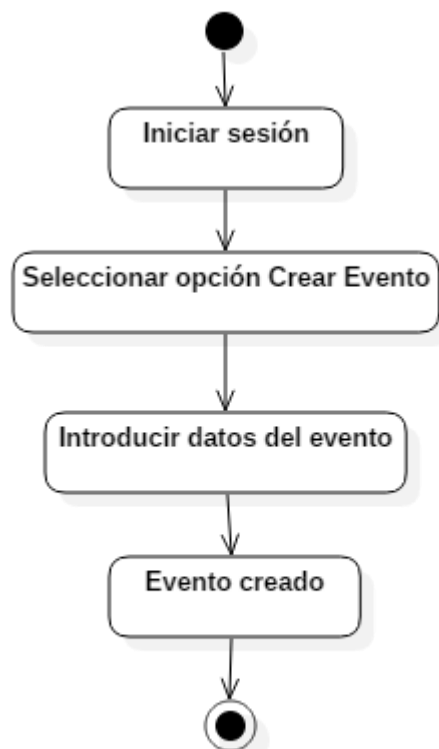 Iniciar sesión
Seleccionar opción Crear Evento
Introducir datos del evento
Evento creado